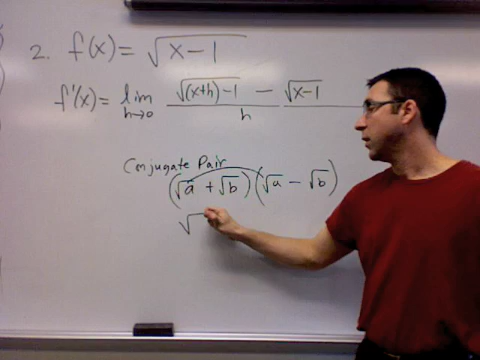 2. f(x) = √x-1
f'(x) = lim h→0 √(x+h)-1 - √x-1 / h
Conjugate Pair
(√a + √b)(√a - √b)
√